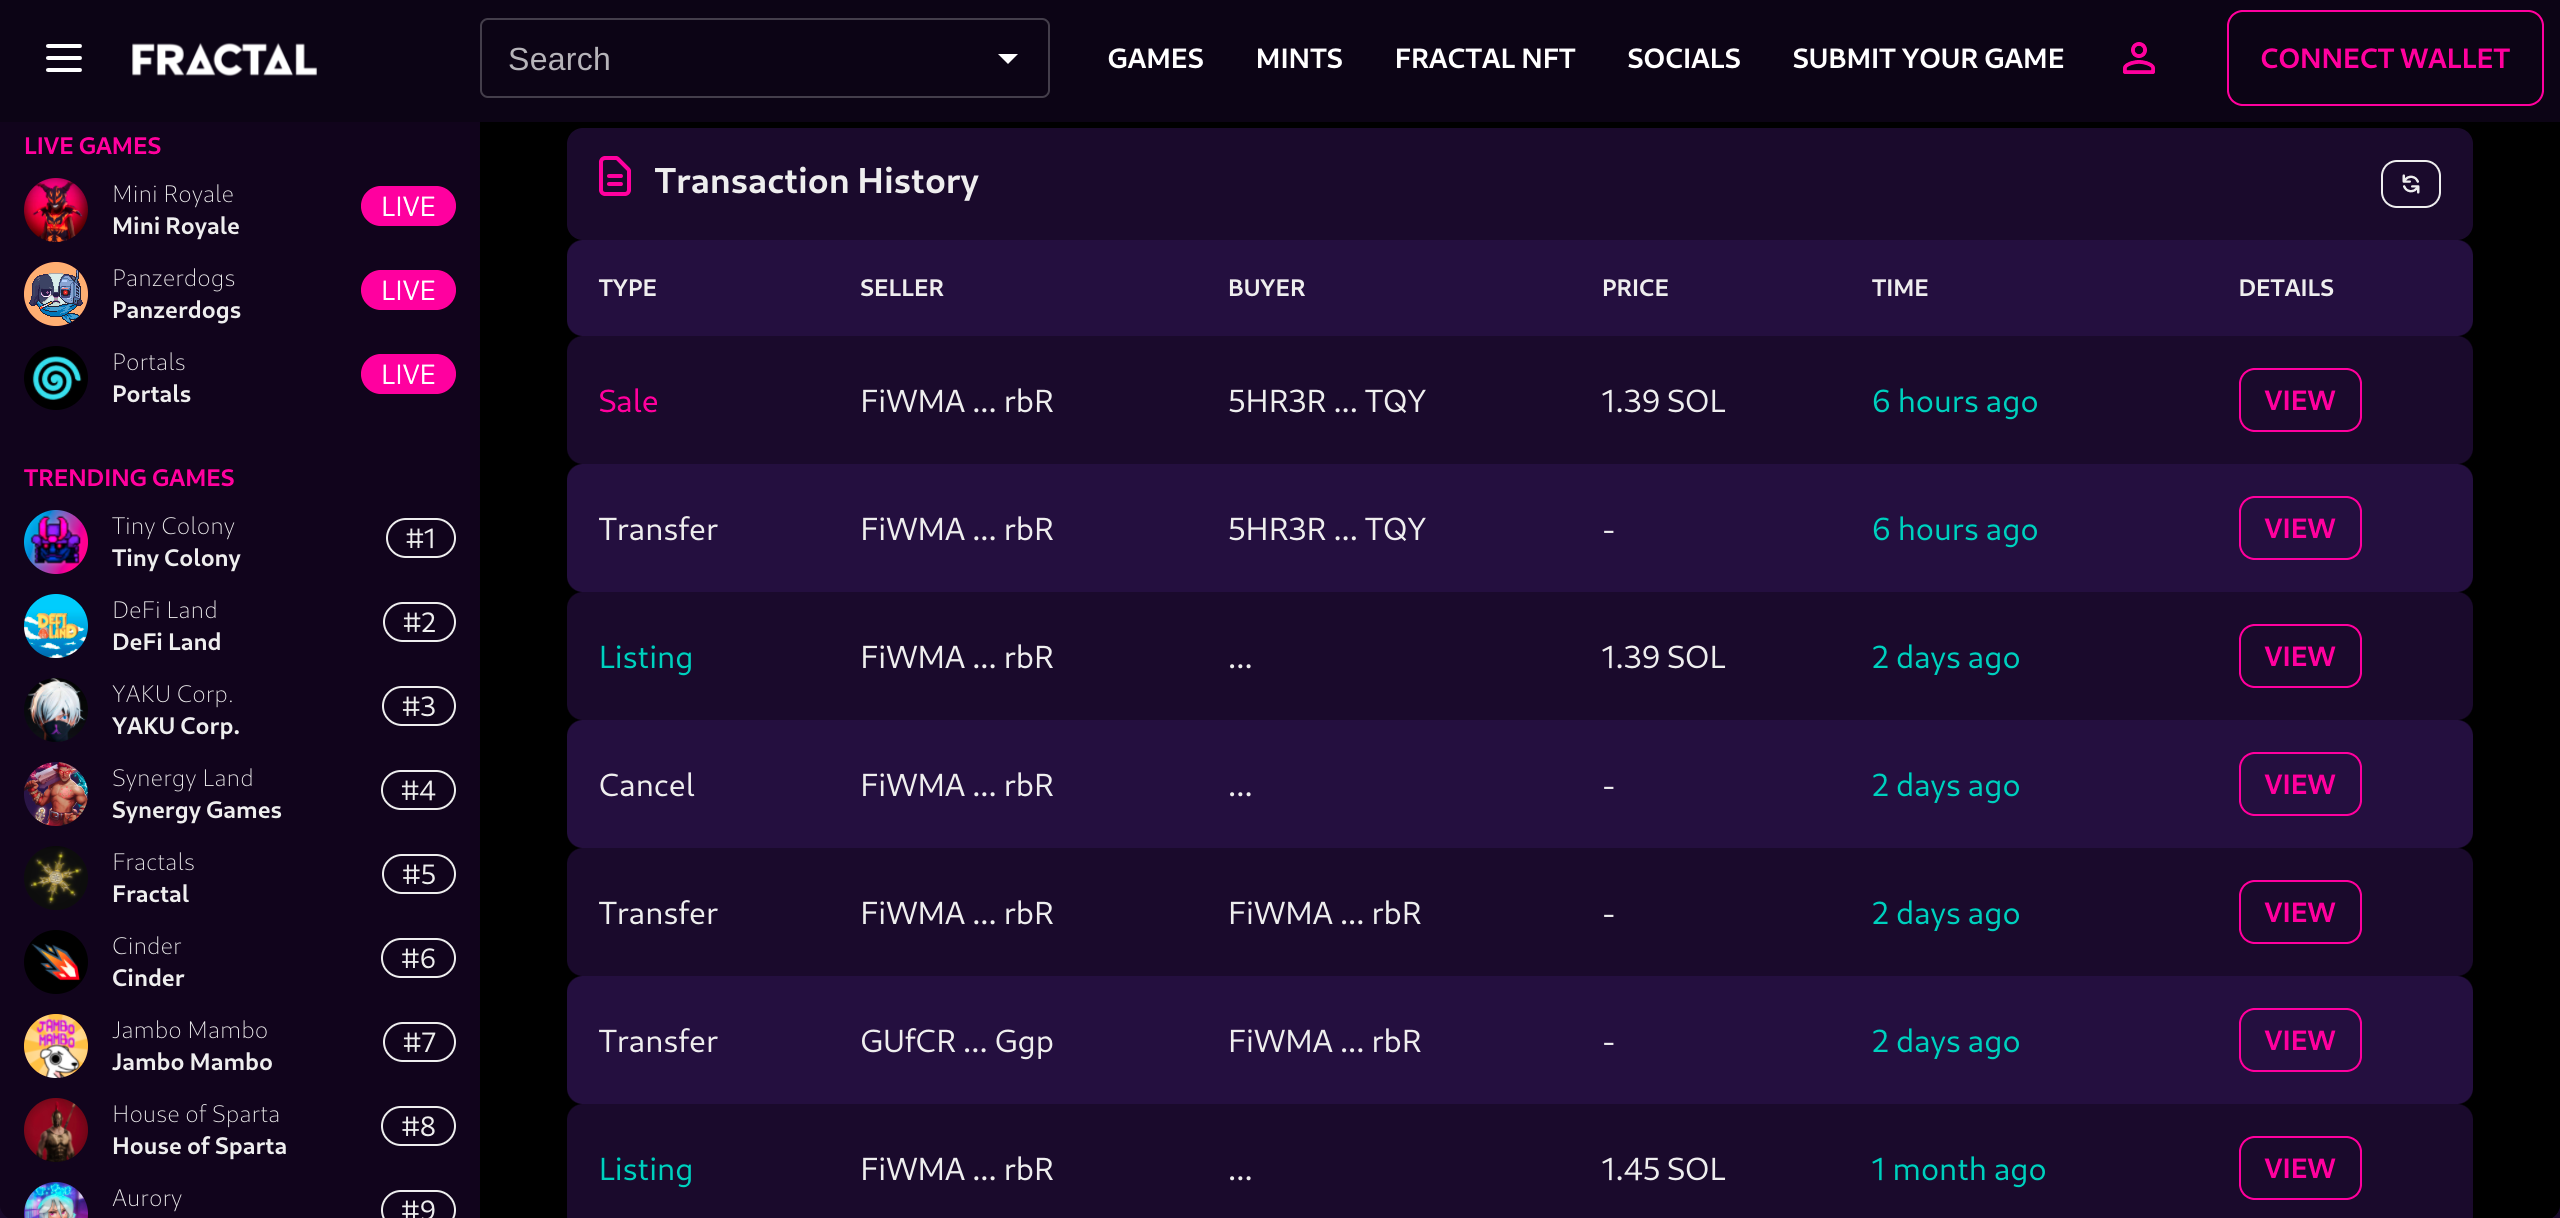 FRACTAL
Search
GAMES MINTS FRACTAL NFT SOCIALS SUBMIT YOUR GAME CONNECT WALLET
LIVE GAMES
Mini Royale
Mini Royale
LIVE
Panzerdogs
Panzerdogs
LIVE
Portals
Portals
LIVE
TRENDING GAMES
Tiny Colony
Tiny Colony
#1
DeFi Land
DeFi Land
#2
YAKU Corp.
YAKU Corp.
#3
Synergy Land
Synergy Games
#4
Fractals
Fractal
#5
Cinder
Cinder
#6
Jambo Mambo
Jambo Mambo
#7
House of Sparta
House of Sparta
#8
Aurory
#9
DEFI
LAND
JAMBO
MAMBO
Transaction History
TYPE SELLER BUYER PRICE TIME DETAILS
Sale FiWMA ... rbR 5HR3R ... TQY 1.39 SOL 6 hours ago VIEW
Transfer FiWMA ... rbR 5HR3R ... TQY - 6 hours ago VIEW
Listing FiWMA ... rbR ... 1.39 SOL 2 days ago VIEW
Cancel FiWMA ... rbR ... - 2 days ago VIEW
Transfer FiWMA ... rbR FiWMA ... rbR - 2 days ago VIEW
Transfer GUfCR ... Ggp FiWMA ... rbR - 2 days ago VIEW
Listing FiWMA ... rbR ... 1.45 SOL 1 month ago VIEW